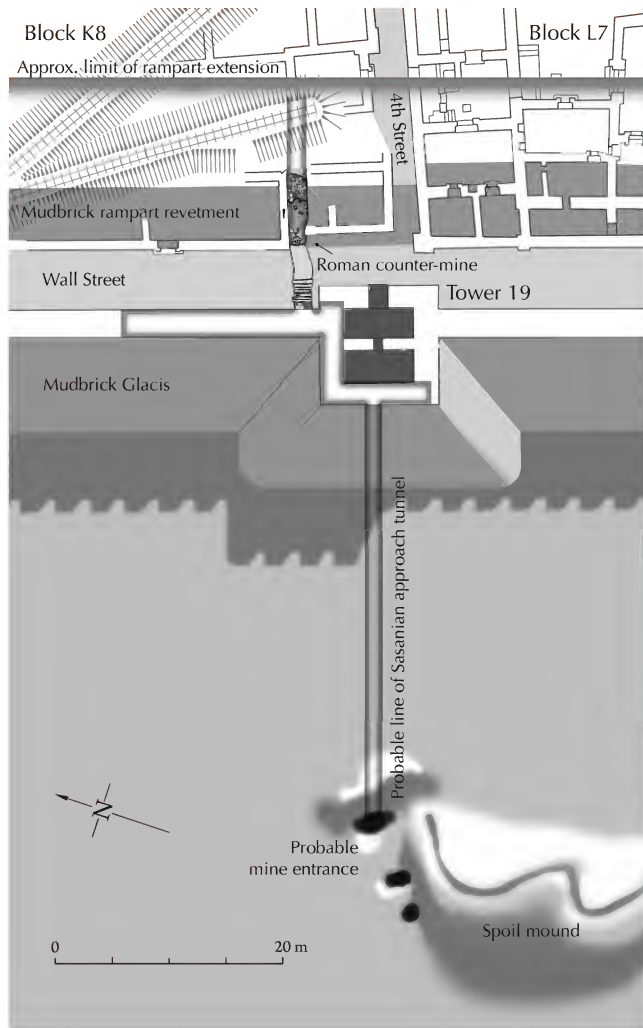 Block K8
Block L7
Approx. limit of rampart extension
4th Street
Mudbrick rampart revetment
Roman counter-mine
Wall Street
Tower 19
Mudbrick Glacis
Probable line of Sasanian approach tunnel
N
Probable
mine entrance
Spoil mound
0
20 m